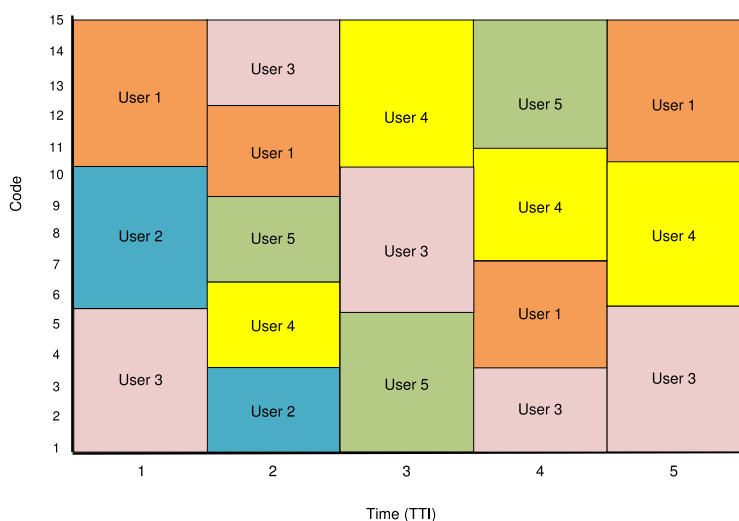 15
14
13
12
11
10
9
8
7
6
5
4
3
2
1
Code
User 1
User 2
User 3
User 3
User 1
User 5
User 4
User 2
User 4
User 3
User 5
User 5
User 4
User 1
User 3
User 1
User 4
User 3
1 2 3 4 5
Time (TTI)